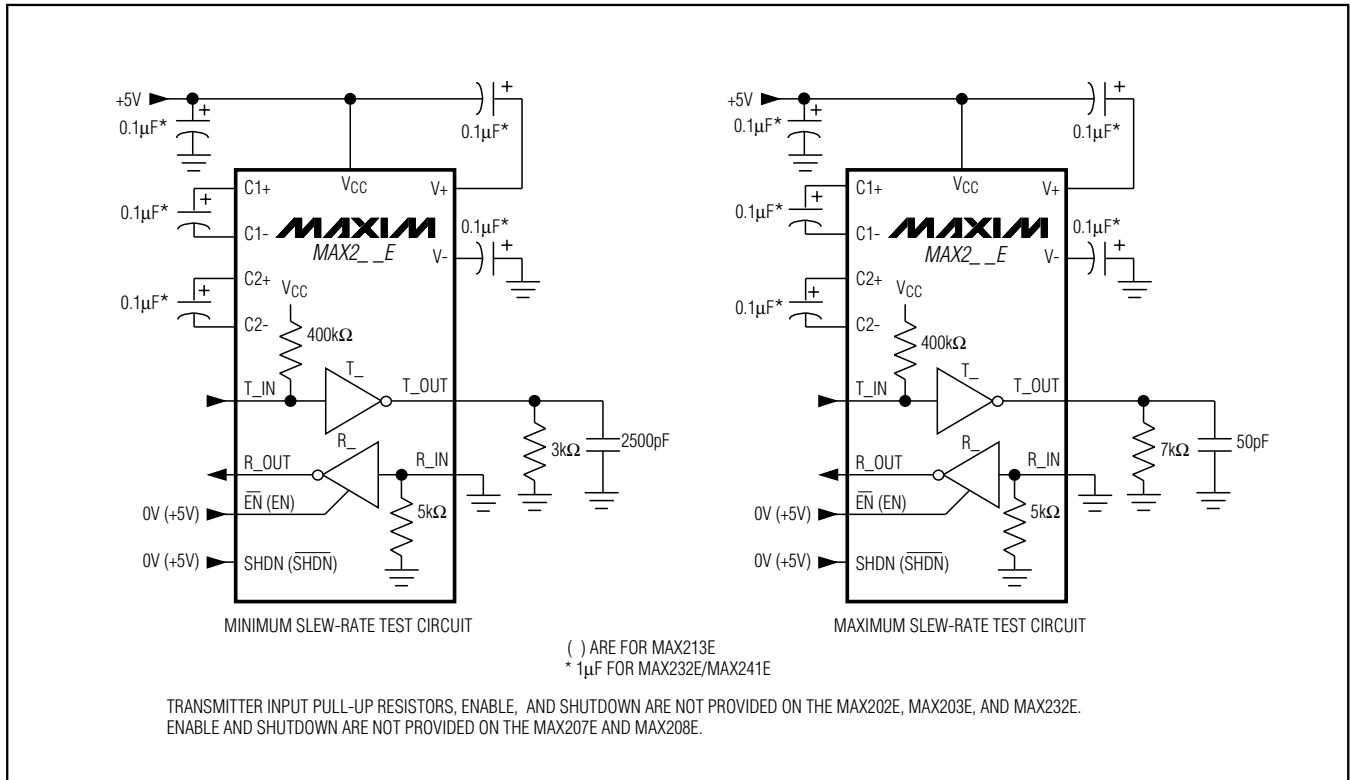 +5V
0.1µF*
0.1µF*
C1+
VCC
V+
0.1µF*
C1-
MAXIM
0.1µF*
MAX2_ _E
V-
C2+
VCC
0.1µF*
C2-
400kΩ
T_
T_IN
T_OUT
3kΩ
2500pF
R_
R_OUT
R_IN
0V (+5V)
E̅N̅ (EN)
5kΩ
0V (+5V)
SHDN (S̅H̅D̅N̅)
MINIMUM SLEW-RATE TEST CIRCUIT
+5V
0.1µF*
0.1µF*
C1+
VCC
V+
0.1µF*
C1-
MAXIM
0.1µF*
MAX2_ _E
V-
C2+
VCC
0.1µF*
C2-
400kΩ
T_
T_IN
T_OUT
7kΩ
50pF
R_
R_OUT
R_IN
0V (+5V)
E̅N̅ (EN)
5kΩ
0V (+5V)
SHDN (S̅H̅D̅N̅)
MAXIMUM SLEW-RATE TEST CIRCUIT
( ) ARE FOR MAX213E
* 1µF FOR MAX232E/MAX241E
TRANSMITTER INPUT PULL-UP RESISTORS, ENABLE, AND SHUTDOWN ARE NOT PROVIDED ON THE MAX202E, MAX203E, AND MAX232E.
ENABLE AND SHUTDOWN ARE NOT PROVIDED ON THE MAX207E AND MAX208E.